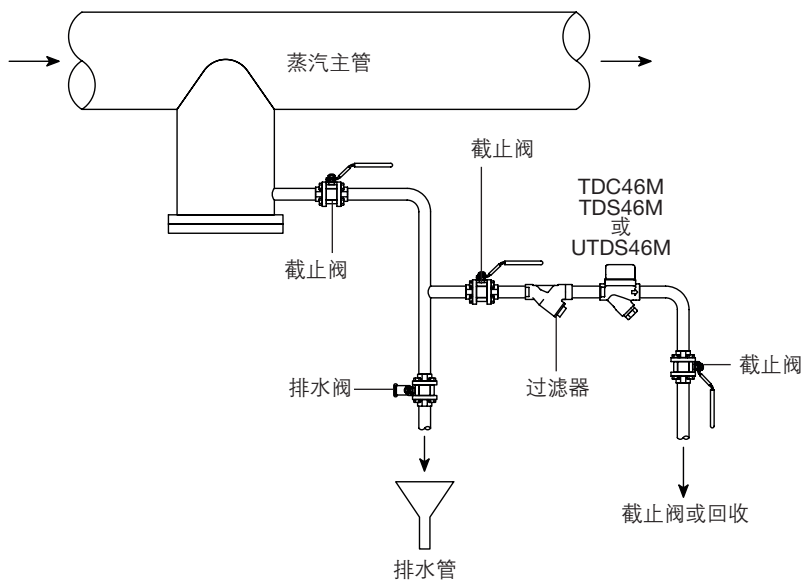 蒸汽主管
截止阀
TDC46M
TDS46M
或
UTDS46M
截止阀
截止阀
排水阀
过滤器
截止阀或回收
排水管